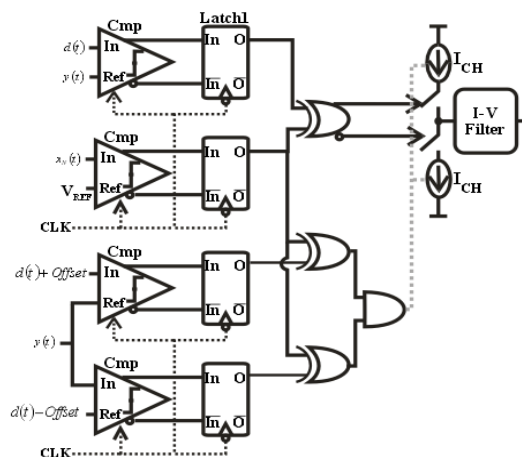 Cmp
Latch1
d(t)
In
In
O
y(t)
Ref
In
O
I_CH
Cmp
I-V
Filter
In
In
O
V_REF
Ref
In
O
I_CH
CLK
Cmp
d(t)+Offset
In
In
O
Ref
In
O
y(t)
Cmp
In
In
O
d(t)-Offset
Ref
In
O
CLK